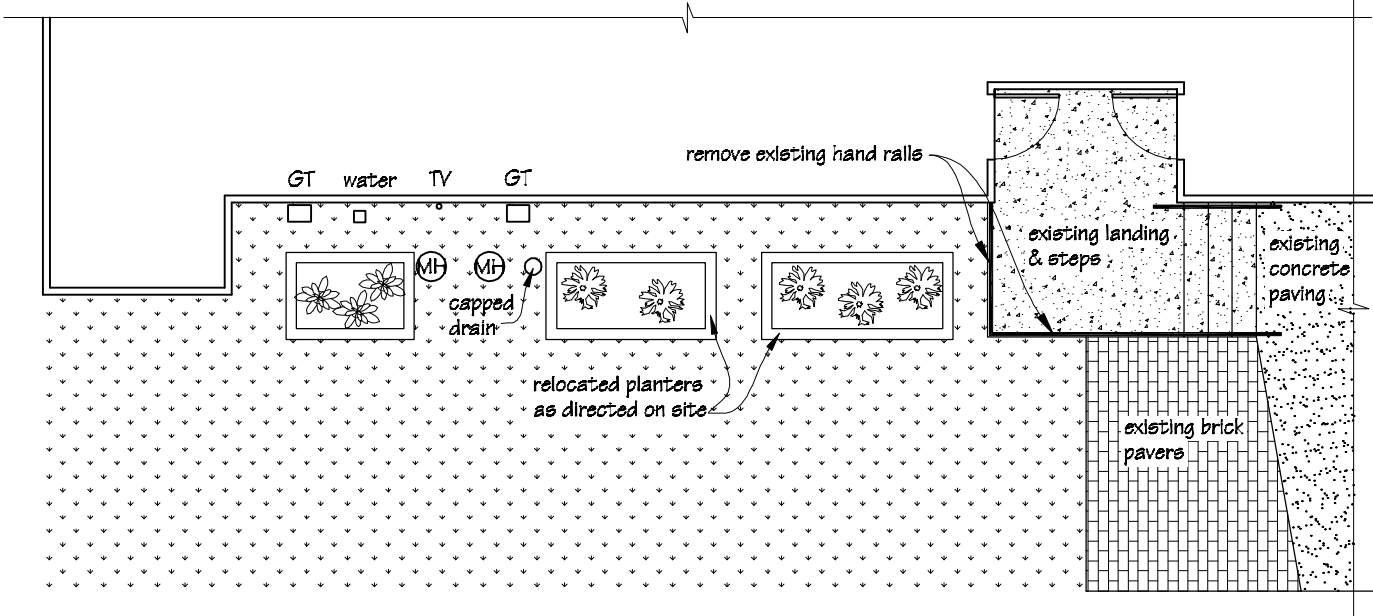 remove existing hand rails
GT water TV GT
existing landing
& steps
existing
concrete
paving
MH MH
capped
drain
relocated planters
as directed on site
existing brick
pavers